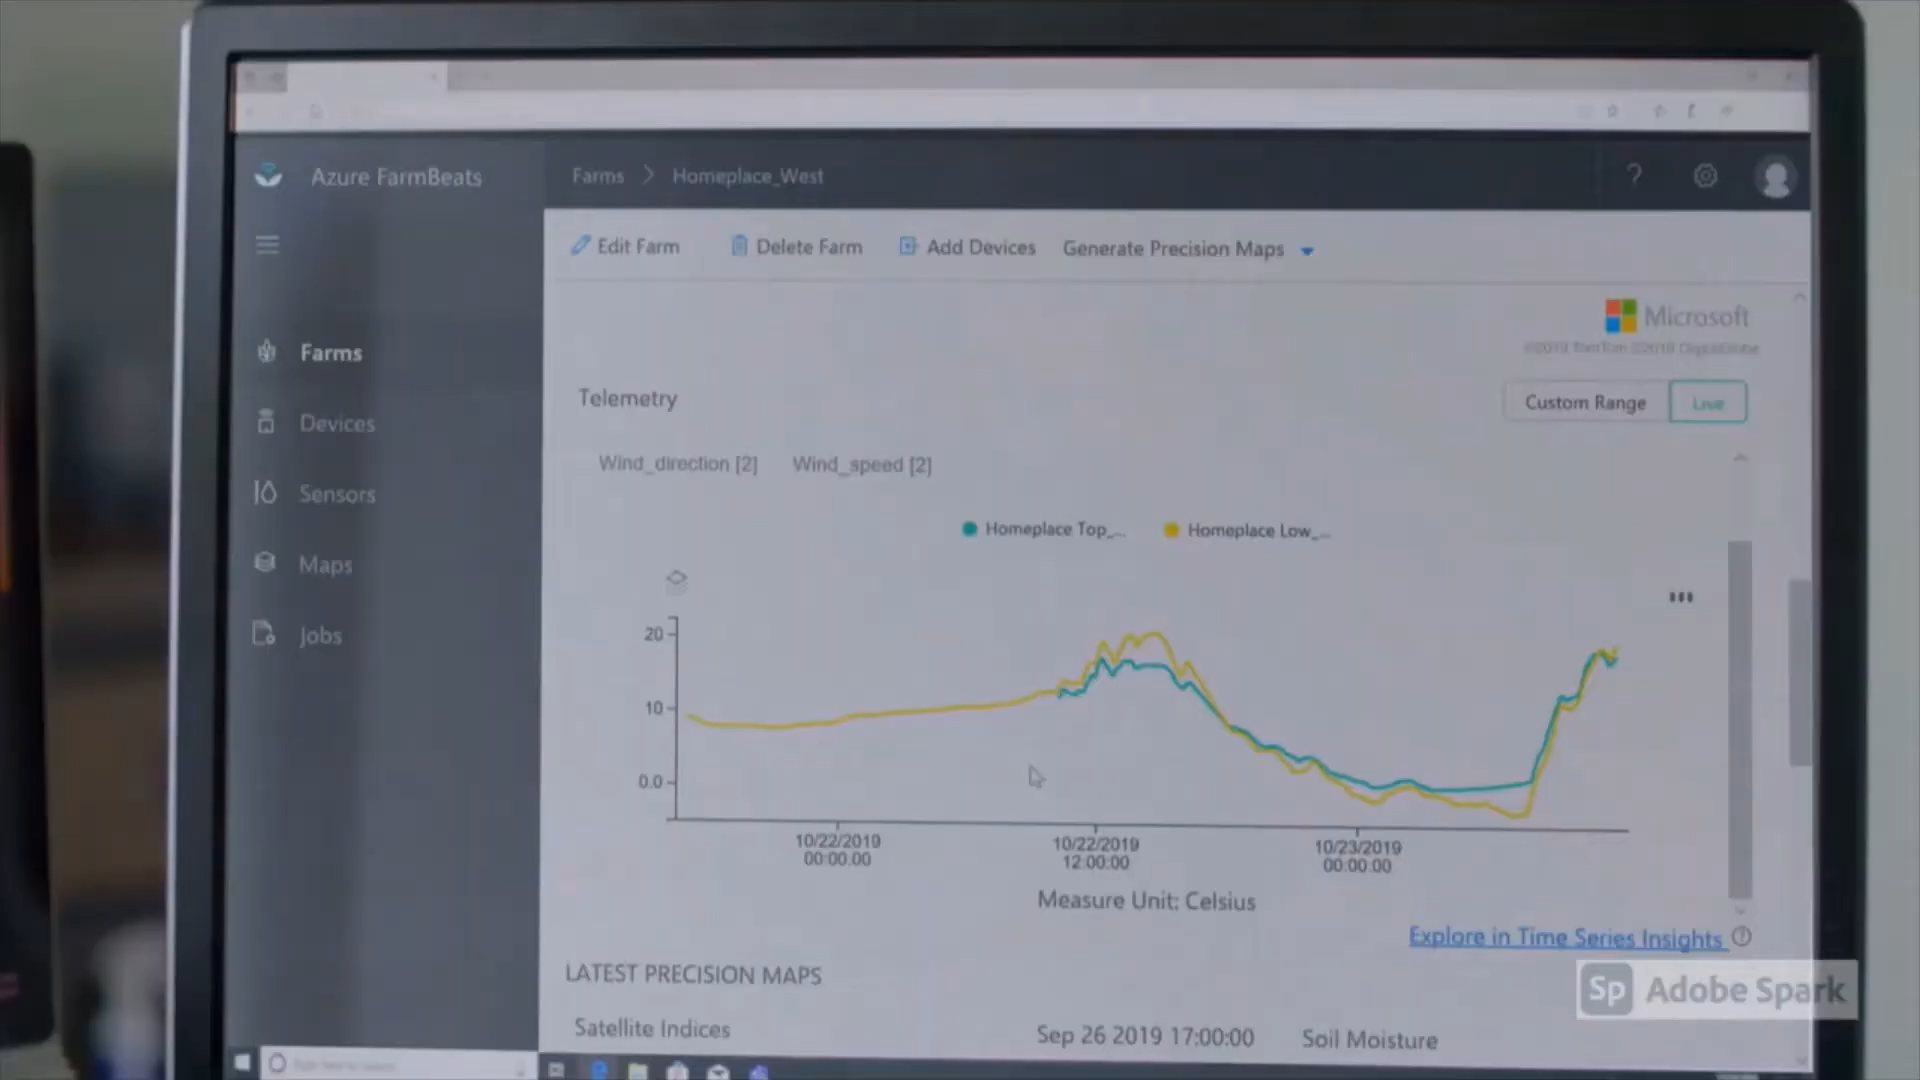 Azure FarmBeats
Farms > Homeplace_West
?
Edit Farm
Delete Farm
Add Devices
Generate Precision Maps
Microsoft
Farms
Devices
Sensors
Maps
Jobs
Telemetry
Custom Range
Live
Wind_direction [2]
Wind_speed [2]
Homeplace Top_...
Homeplace Low_...
20
10
0.0
10/22/2019
00:00:00
10/22/2019
12:00:00
10/23/2019
00:00:00
Measure Unit: Celsius
Explore in Time Series Insights
LATEST PRECISION MAPS
Satellite Indices
Sep 26 2019 17:00:00
Soil Moisture
Sp Adobe Spark